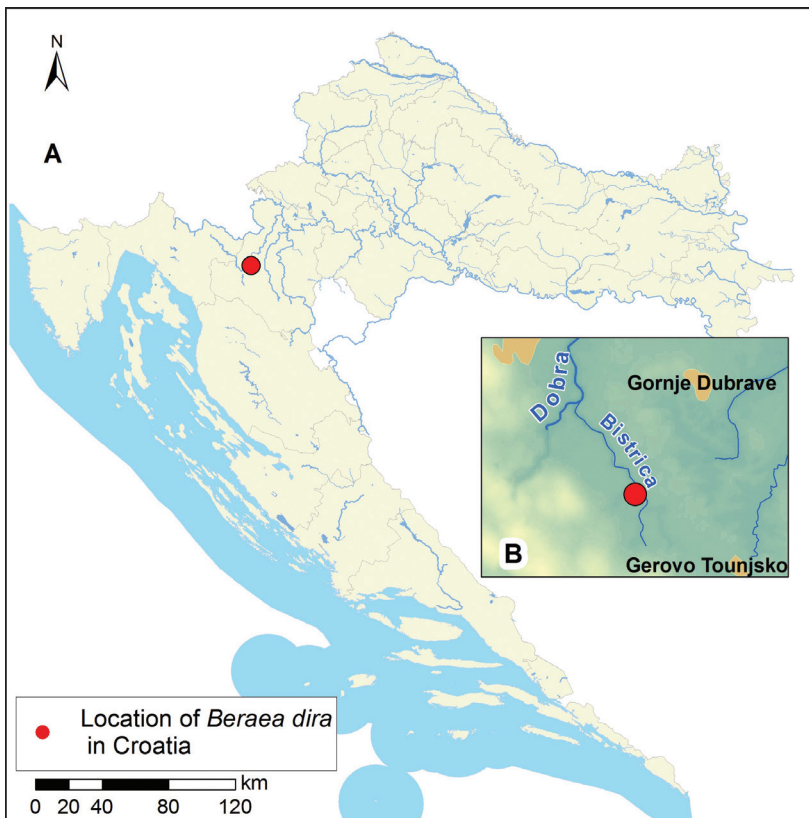 N
A
Dobra
Bistrica
Gornje Dubrave
B
Gerovo Tounjsko
Location of Beraea dira
in Croatia
km
0 20 40 80 120